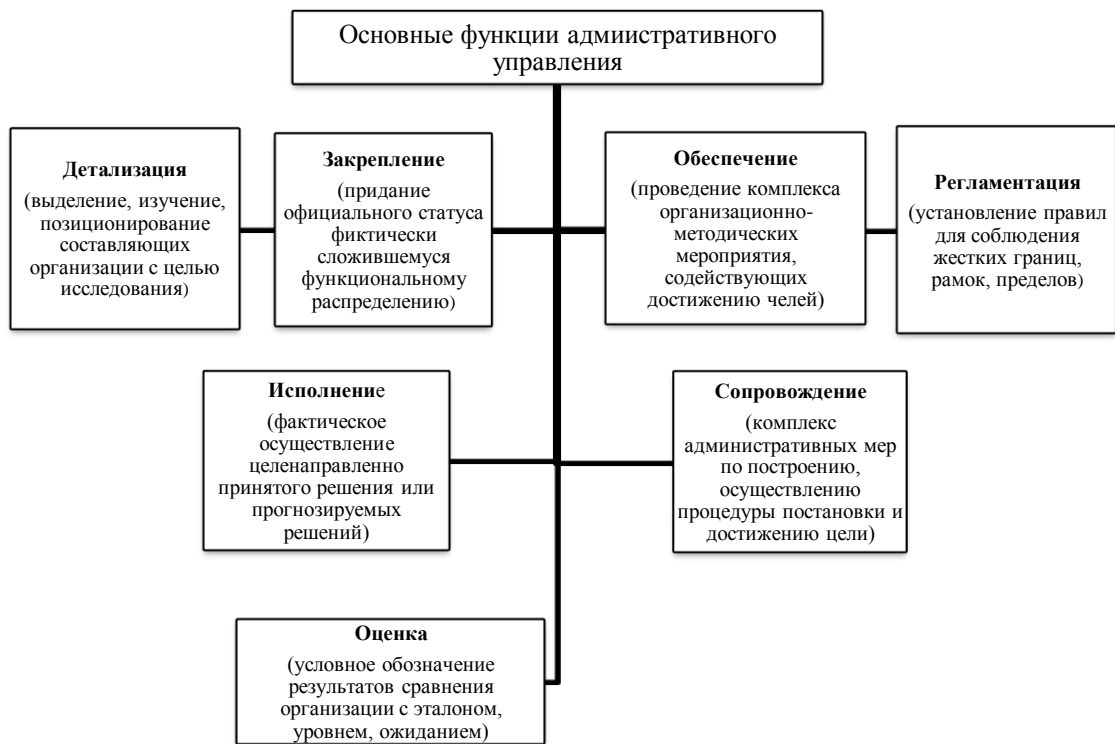 Основные функции адмиистративного
управления
Детализация
(выделение, изучение,
позиционирование
составляющих
организации с целью
исследования)
Закрепление
(придание
официального статуса
фиктически
сложившемуся
функциональному
распределению)
Обеспечение
(проведение комплекса
организационно-
методических
мероприятия,
содействующих
достижению челей)
Регламентация
(установление правил
для соблюдения
жестких границ,
рамок, пределов)
Исполнение
(фактическое
осуществление
целенаправленно
принятого решения или
прогнозируемых
решений)
Сопровождение
(комплекс
административных мер
по построению,
осуществлению
процедуры постановки и
достижению цели)
Оценка
(условное обозначение
результатов сравнения
организации с эталоном,
уровнем, ожиданием)